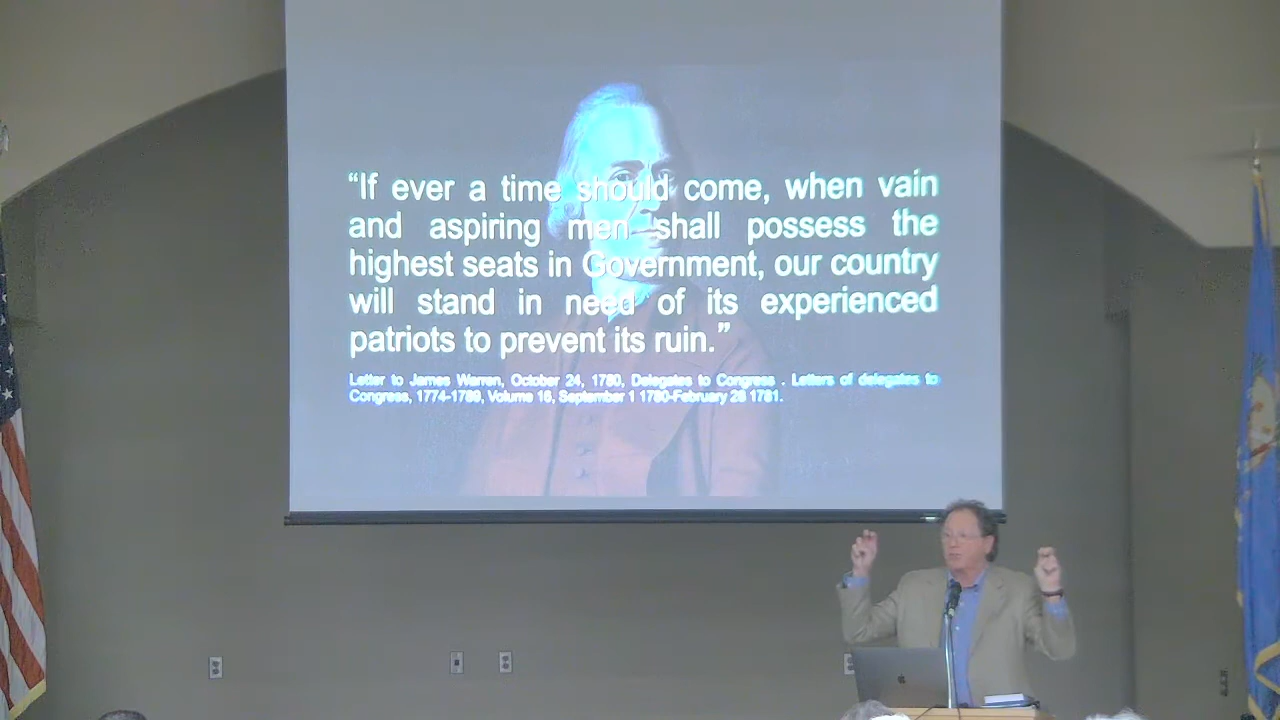 “If ever a time should come, when vain
and aspiring men shall possess the
highest seats in Government, our country
will stand in need of its experienced
patriots to prevent its ruin.”
Letter to James Warren, October 24, 1780, Delegates to Congress . Letters of delegates to
Congress, 1774-1789, Volume 16, September 1 1780-February 28 1781.